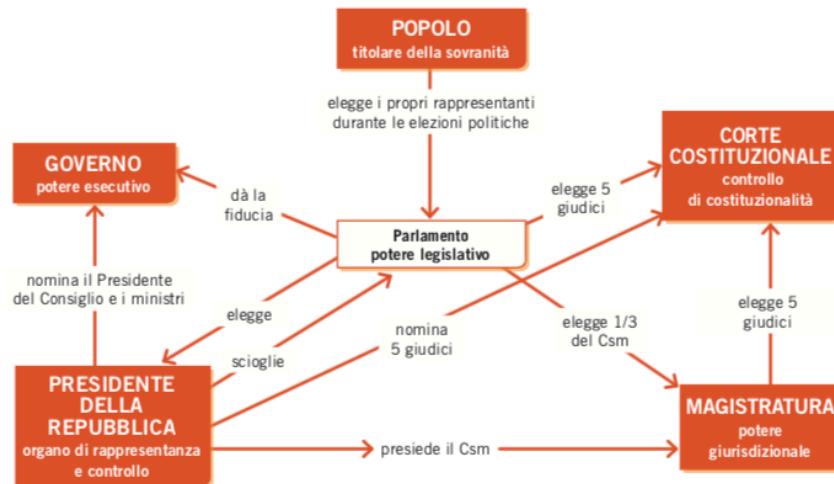 POPOLO
titolare della sovranità
elegge i propri rappresentanti
durante le elezioni politiche
GOVERNO
potere esecutivo
dà la
fiducia
elegge 5
giudici
CORTE
COSTITUZIONALE
controllo
di costituzionalità
Parlamento
potere legislativo
nomina il Presidente
del Consiglio e i ministri
elegge
scioglie
nomina
5 giudici
elegge 1/3
del Csm
elegge 5
giudici
PRESIDENTE
DELLA
REPUBBLICA
organo di rappresentanza
e controllo
presiede il Csm
MAGISTRATURA
potere
giurisdizionale